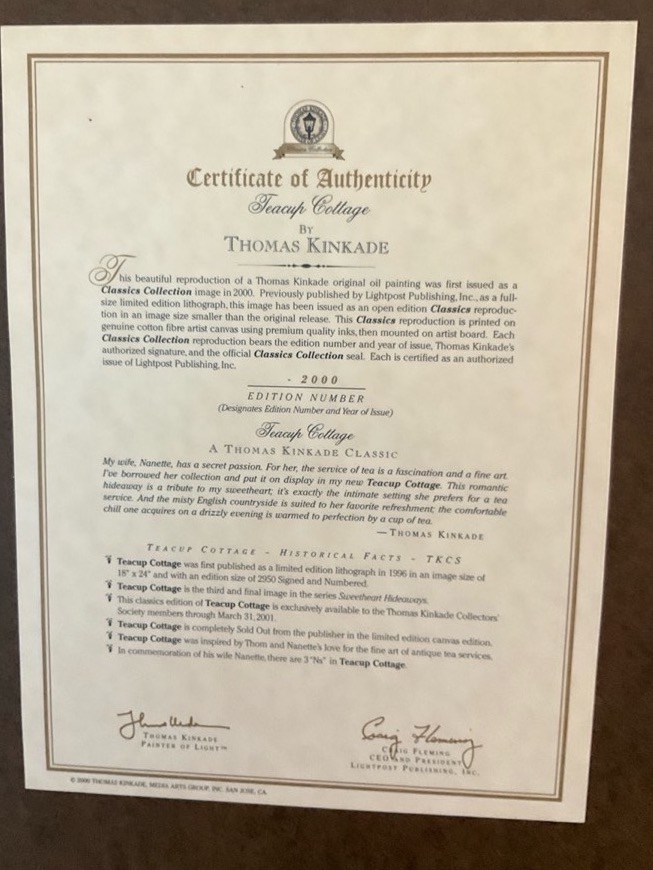 Certificate of Authenticity
Teacup Cottage
BY
THOMAS KINKADE
This beautiful reproduction of a Thomas Kinkade original oil painting was first issued as a
Classics Collection image in 2000. Previously published by Lightpost Publishing, Inc., as a full-
size limited edition lithograph, this image has been issued as an open edition Classics reproduc-
tion in an image size smaller than the original release. This Classics reproduction is printed on
genuine cotton fibre artist canvas using premium quality inks, then mounted on artist board. Each
Classics Collection reproduction bears the edition number and year of issue, Thomas Kinkade's
authorized signature, and the official Classics Collection seal. Each is certified as an authorized
issue of Lightpost Publishing, Inc.
- 2000
EDITION NUMBER
(Designates Edition Number and Year of Issue)
Teacup Cottage
A THOMAS KINKADE CLASSIC
My wife, Nanette, has a secret passion. For her, the service of tea is a fascination and a fine art.
I've borrowed her collection and put it on display in my new Teacup Cottage. This romantic
hideaway is a tribute to my sweetheart; it's exactly the intimate setting she prefers for a tea
service. And the misty English countryside is suited to her favorite refreshment; the comfortable
chill one acquires on a drizzly evening is warmed to perfection by a cup of tea.
— THOMAS KINKADE
TEACUP COTTAGE - HISTORICAL FACTS - TKCS
Teacup Cottage was first published as a limited edition lithograph in 1996 in an image size of
18" x 24" and with an edition size of 2950 Signed and Numbered.
Teacup Cottage is the third and final image in the series Sweetheart Hideaways.
This classics edition of Teacup Cottage is exclusively available to the Thomas Kinkade Collectors'
Society members through March 31, 2001.
Teacup Cottage is completely Sold Out from the publisher in the limited edition canvas edition.
Teacup Cottage was inspired by Thom and Nanette's love for the fine art of antique tea services.
In commemoration of his wife Nanette, there are 3 "Ns" in Teacup Cottage.
THOMAS KINKADE
PAINTER OF LIGHT™
Craig Fleming
CRAIG FLEMING
CEO AND PRESIDENT
LIGHTPOST PUBLISHING, INC.
© 2000 THOMAS KINKADE, MEDIA ARTS GROUP, INC. SAN JOSE, CA